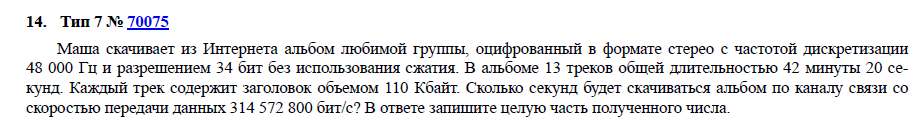 14. Тип 7 № 70075
Маша скачивает из Интернета альбом любимой группы, оцифрованный в формате стерео с частотой дискретизации
48 000 Гц и разрешением 34 бит без использования сжатия. В альбоме 13 треков общей длительностью 42 минуты 20 се-
кунд. Каждый трек содержит заголовок объемом 110 Кбайт. Сколько секунд будет скачиваться альбом по каналу связи со
скоростью передачи данных 314 572 800 бит/с? В ответе запишите целую часть полученного числа.